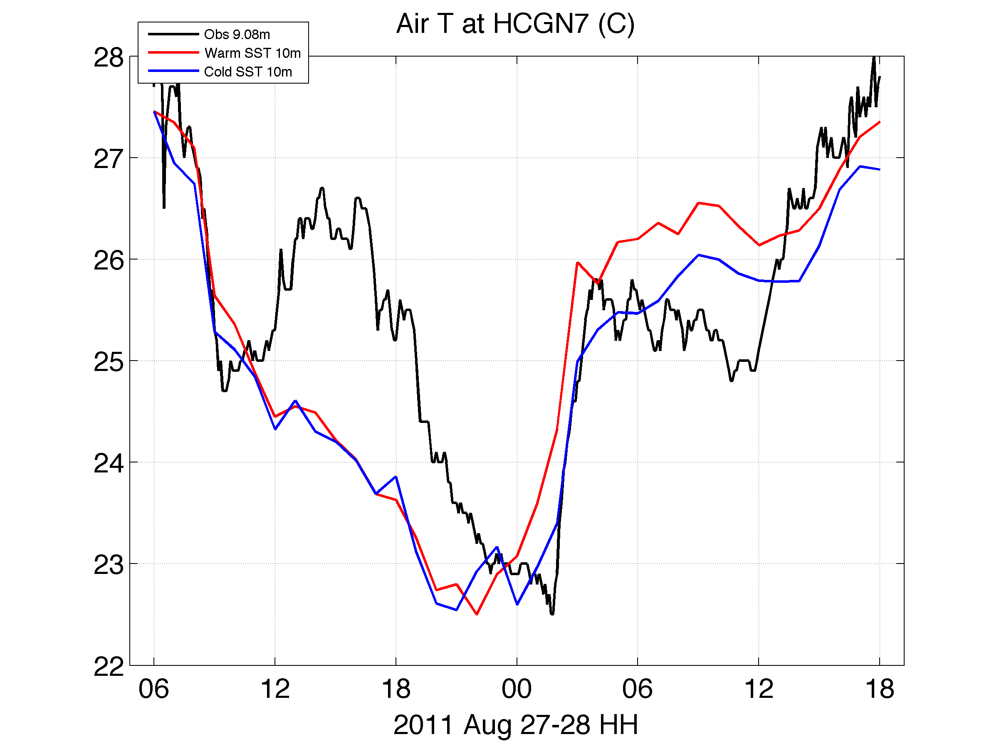 Air T at HCGN7 (C)
Obs 9.08m
Warm SST 10m
Cold SST 10m
28
27
26
25
24
23
22
06 12 18 00 06 12 18
2011 Aug 27-28 HH